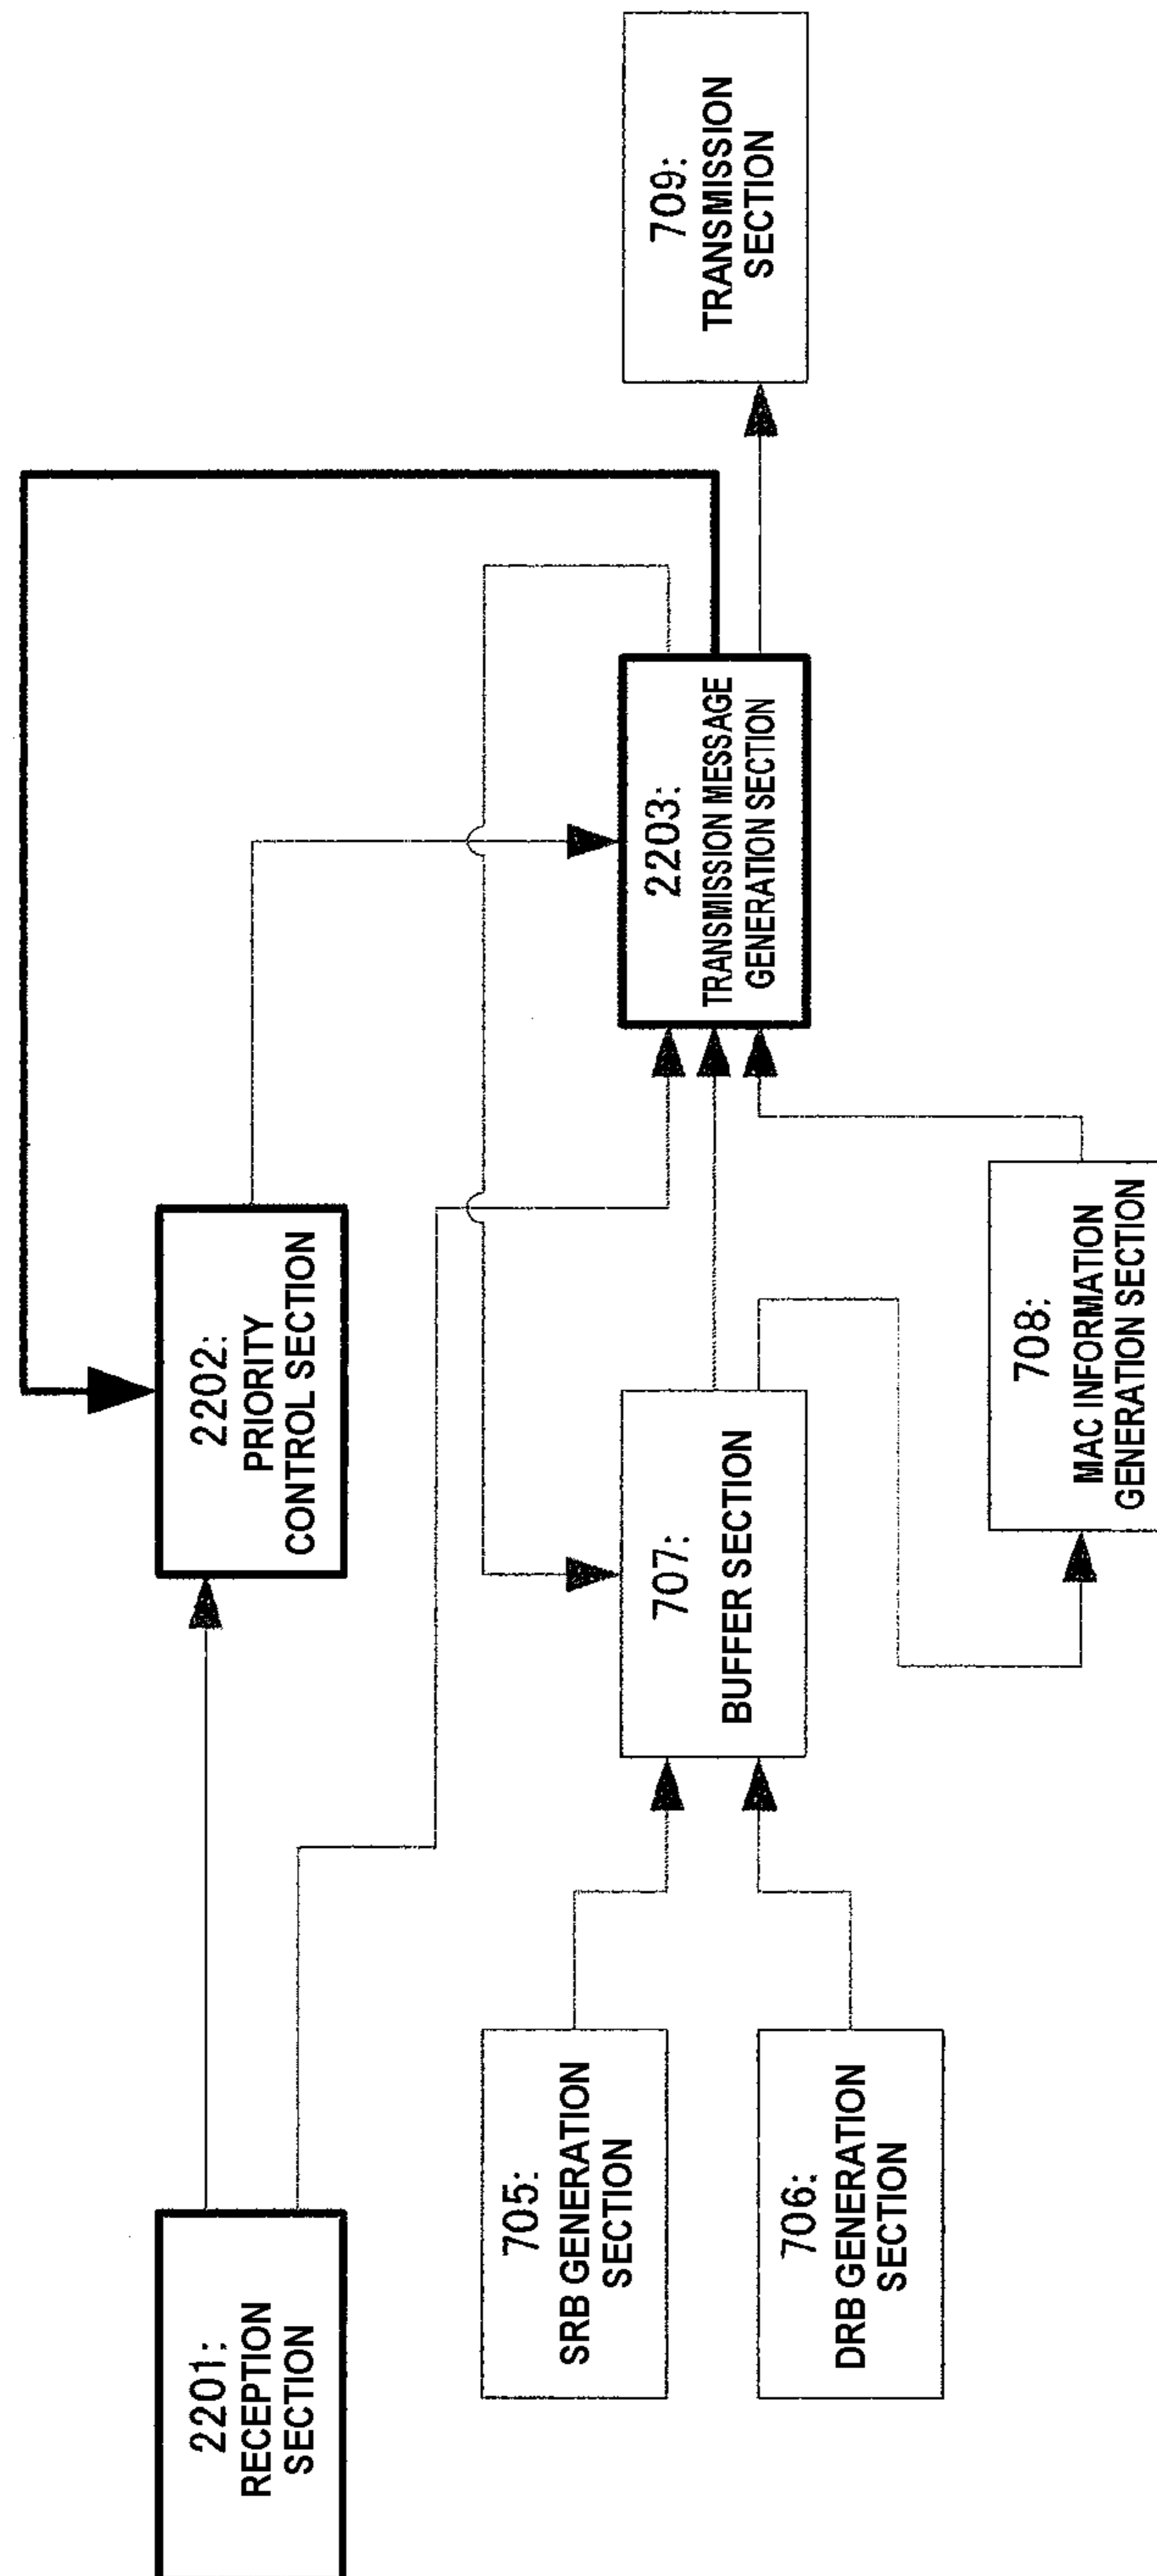 2201:
RECEPTION
SECTION
2202:
PRIORITY
CONTROL SECTION
705:
SRB GENERATION
SECTION
706:
DRB GENERATION
SECTION
707:
BUFFER SECTION
2203:
TRANSMISSION MESSAGE
GENERATION SECTION
709:
TRANSMISSION
SECTION
708:
MAC INFORMATION
GENERATION SECTION